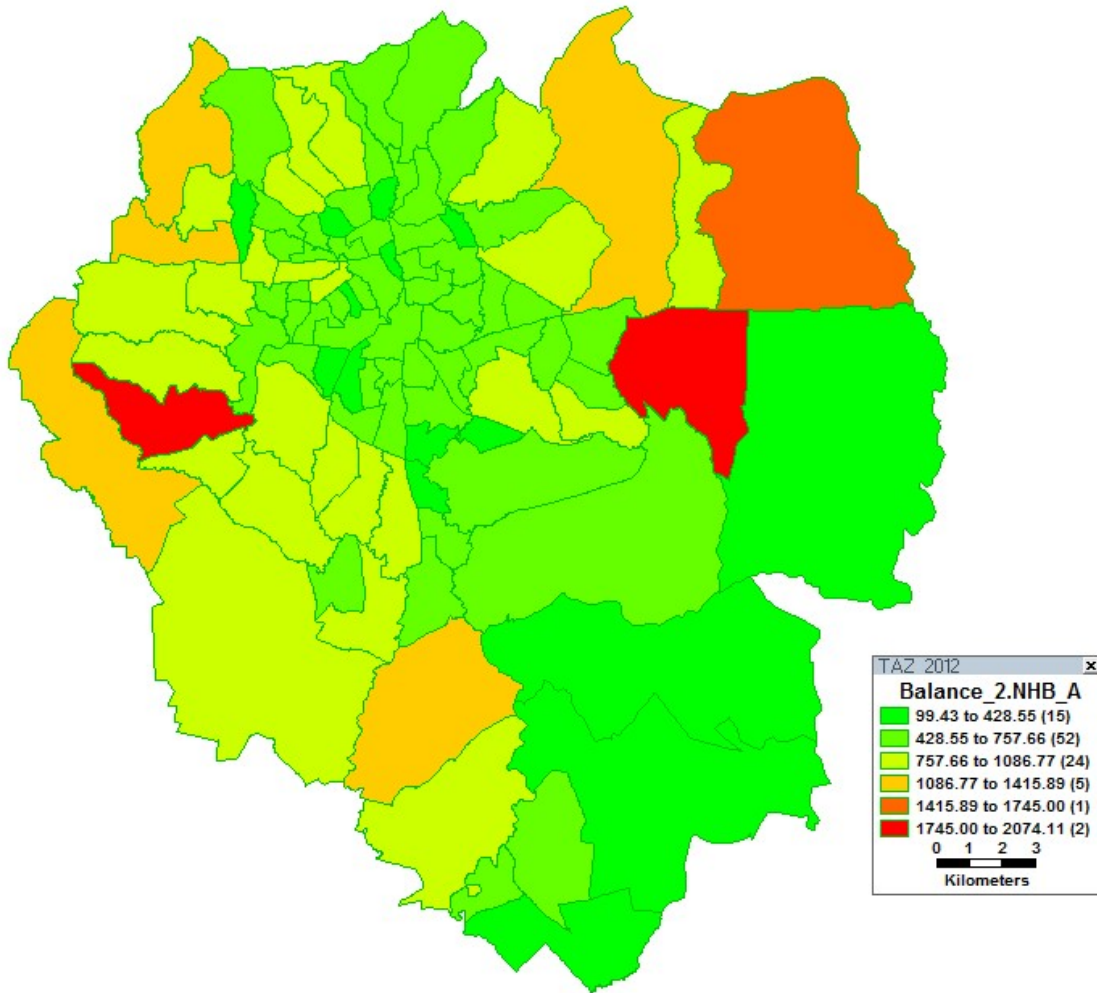 TAZ 2012
x
Balance_2.NHB_A
99.43 to 428.55 (15)
428.55 to 757.66 (52)
757.66 to 1086.77 (24)
1086.77 to 1415.89 (5)
1415.89 to 1745.00 (1)
1745.00 to 2074.11 (2)
0 1 2 3
Kilometers